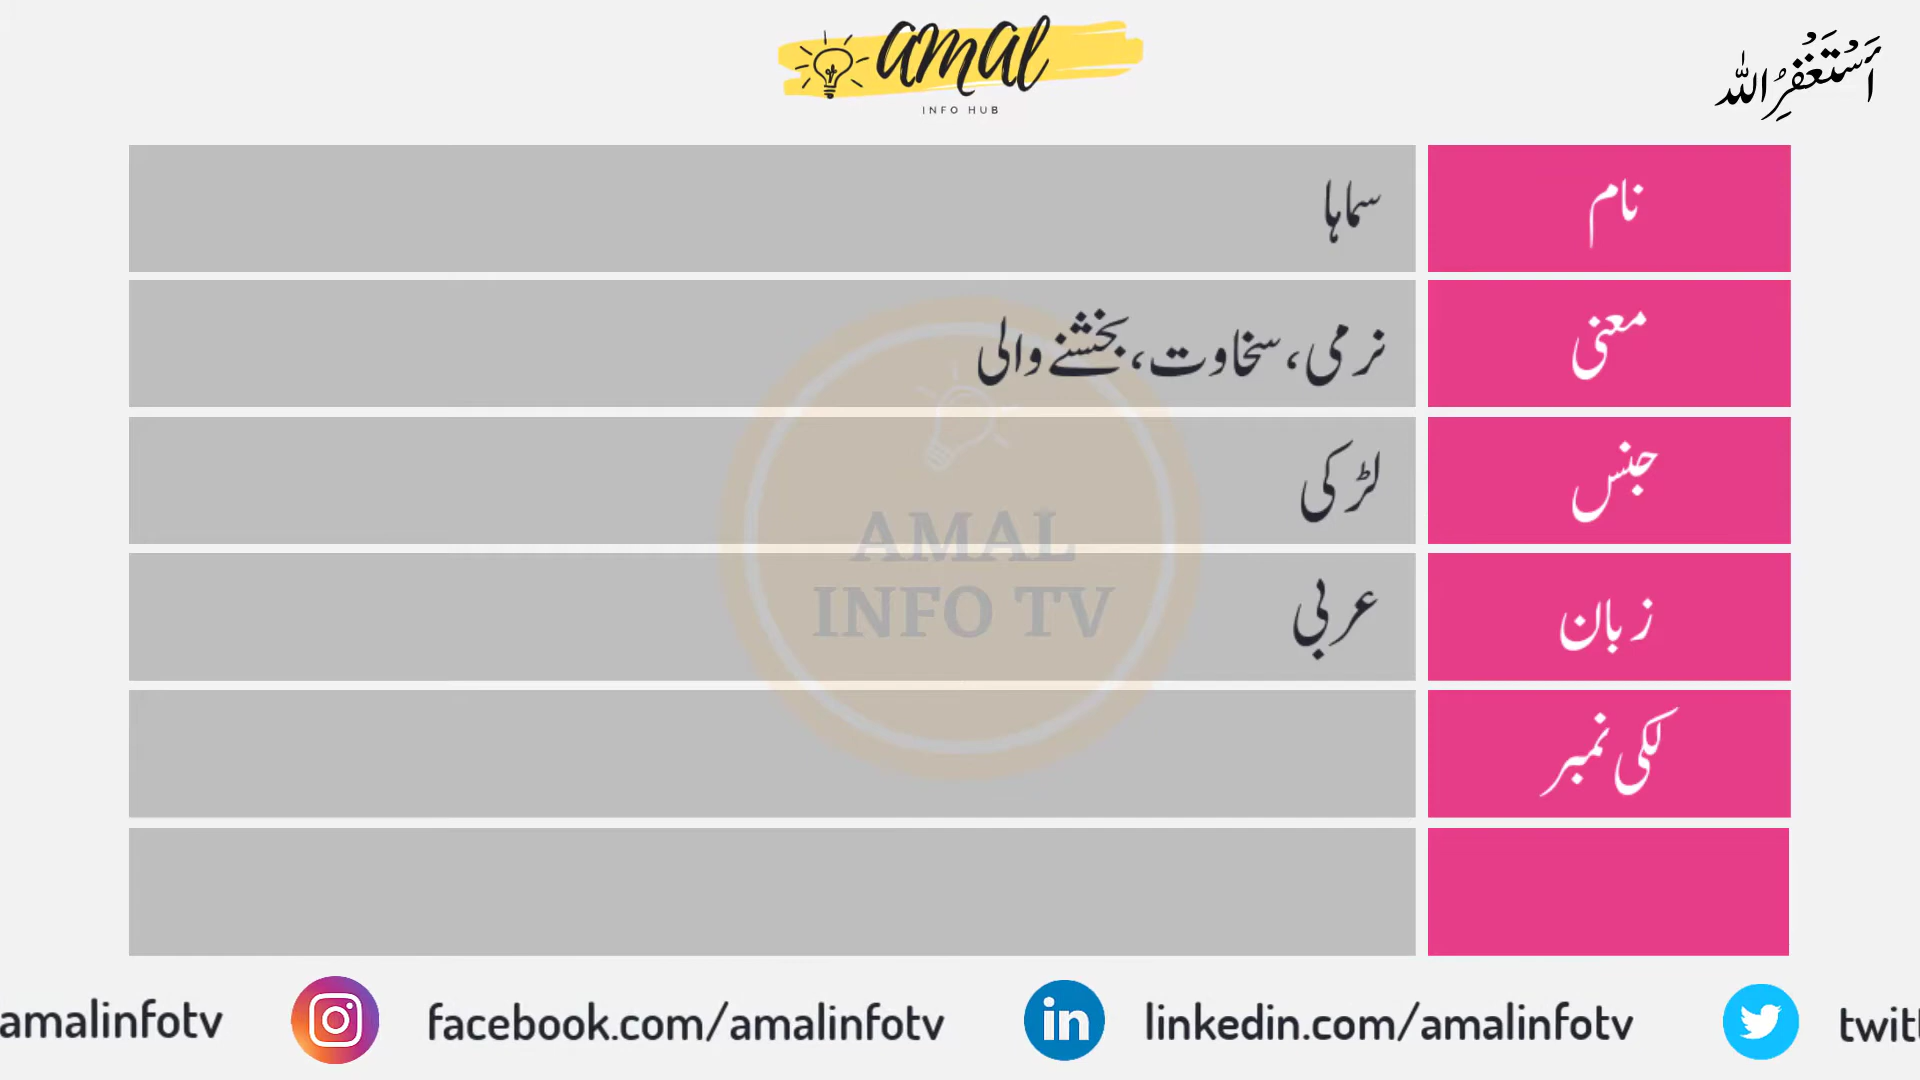 amal
INFO HUB
أَسْتَغْفِرُ اللہ
نام سماہا
معنی نرمی، سخاوت، بخشنے والی
جنس لڑکی
زبان عربی
لکی نمبر
AMAL
INFO TV
amalinfotv facebook.com/amalinfotv linkedin.com/amalinfotv twit